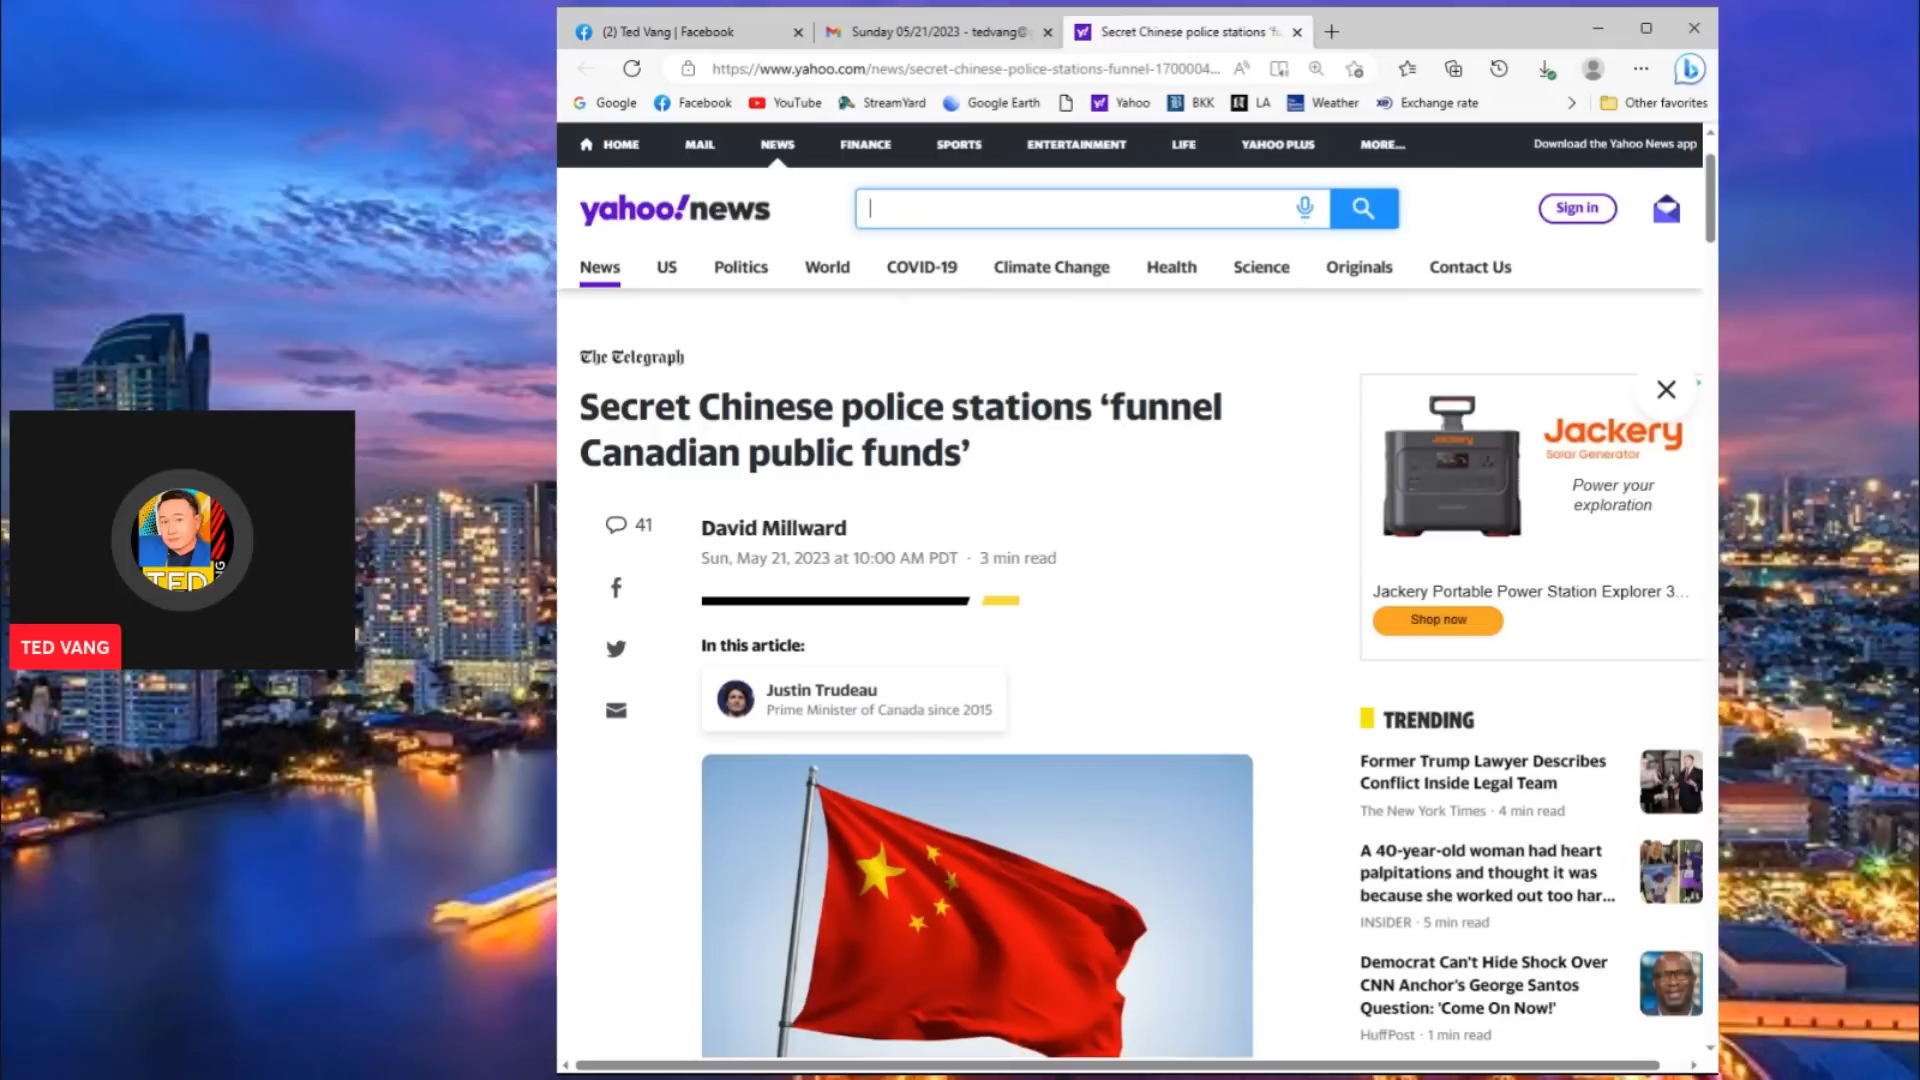 (2) Ted Vang | Facebook
Sunday 05/21/2023 - tedvang@
Secret Chinese police stations 'fu
https://www.yahoo.com/news/secret-chinese-police-stations-funnel-1700004...
Google
Facebook
YouTube
StreamYard
Google Earth
Yahoo
BKK
LA
Weather
Exchange rate
Other favorites
HOME
MAIL
NEWS
FINANCE
SPORTS
ENTERTAINMENT
LIFE
YAHOO PLUS
MORE...
Download the Yahoo News app
yahoo!news
Sign in
News
US
Politics
World
COVID-19
Climate Change
Health
Science
Originals
Contact Us
The Telegraph
Secret Chinese police stations ‘funnel
Canadian public funds’
41
David Millward
Sun, May 21, 2023 at 10:00 AM PDT · 3 min read
In this article:
Justin Trudeau
Prime Minister of Canada since 2015
Jackery
Jackery
Solar Generator
Power your
exploration
Jackery Portable Power Station Explorer 3...
Shop now
TRENDING
Former Trump Lawyer Describes
Conflict Inside Legal Team
The New York Times · 4 min read
A 40-year-old woman had heart
palpitations and thought it was
because she worked out too har...
INSIDER · 5 min read
Democrat Can't Hide Shock Over
CNN Anchor's George Santos
Question: 'Come On Now!'
HuffPost · 1 min read
TED
TED VANG